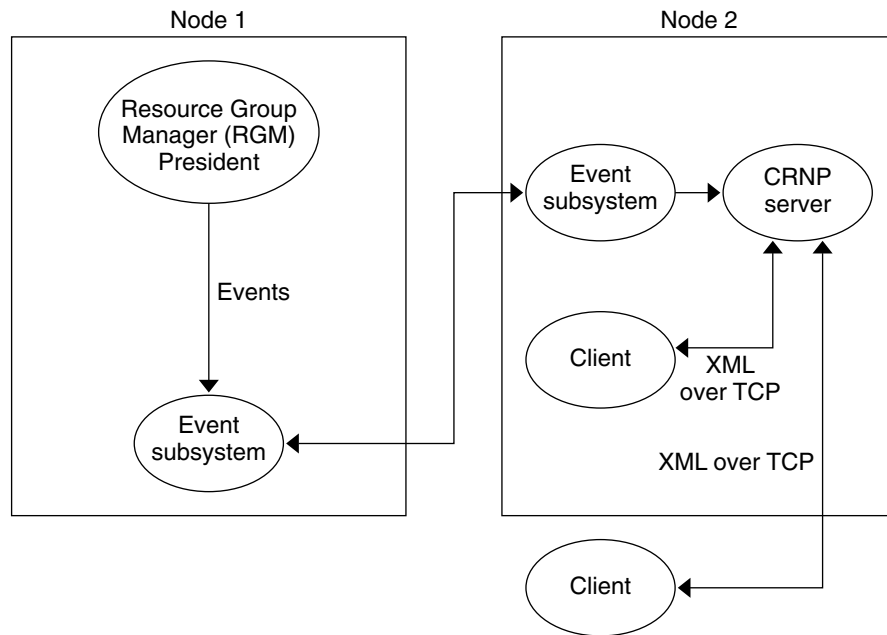 Node 1
Resource Group
Manager (RGM)
President
Events
Event
subsystem
Node 2
Event
subsystem
CRNP
server
Client
XML
over TCP
XML over TCP
Client